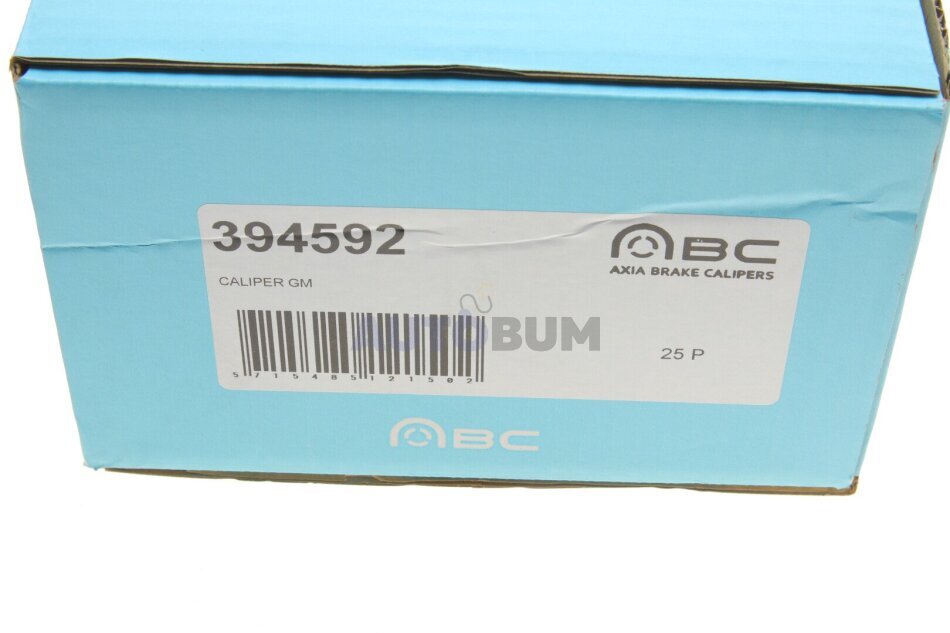 394592
ABC
AXIA BRAKE CALIPERS
CALIPER GM
AUTOBUM
5715485121502
25 P
ABC